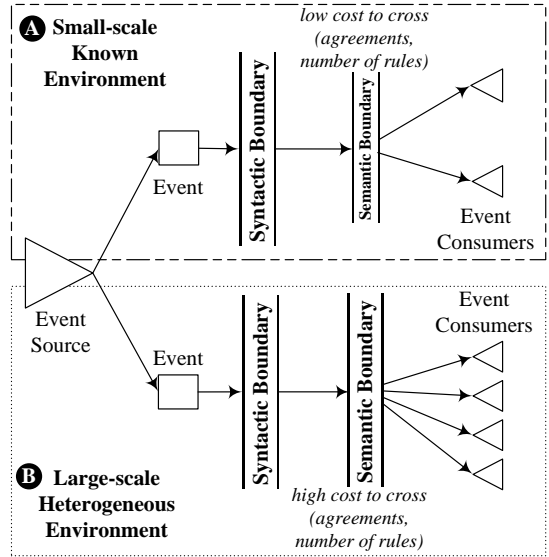 A Small-scale
Known
Environment
low cost to cross
(agreements,
number of rules)
Syntactic Boundary
Semantic Boundary
Event
Event
Consumers
Event
Source
Event
Consumers
Event
Syntactic Boundary
Semantic Boundary
B Large-scale
Heterogeneous
Environment
high cost to cross
(agreements,
number of rules)